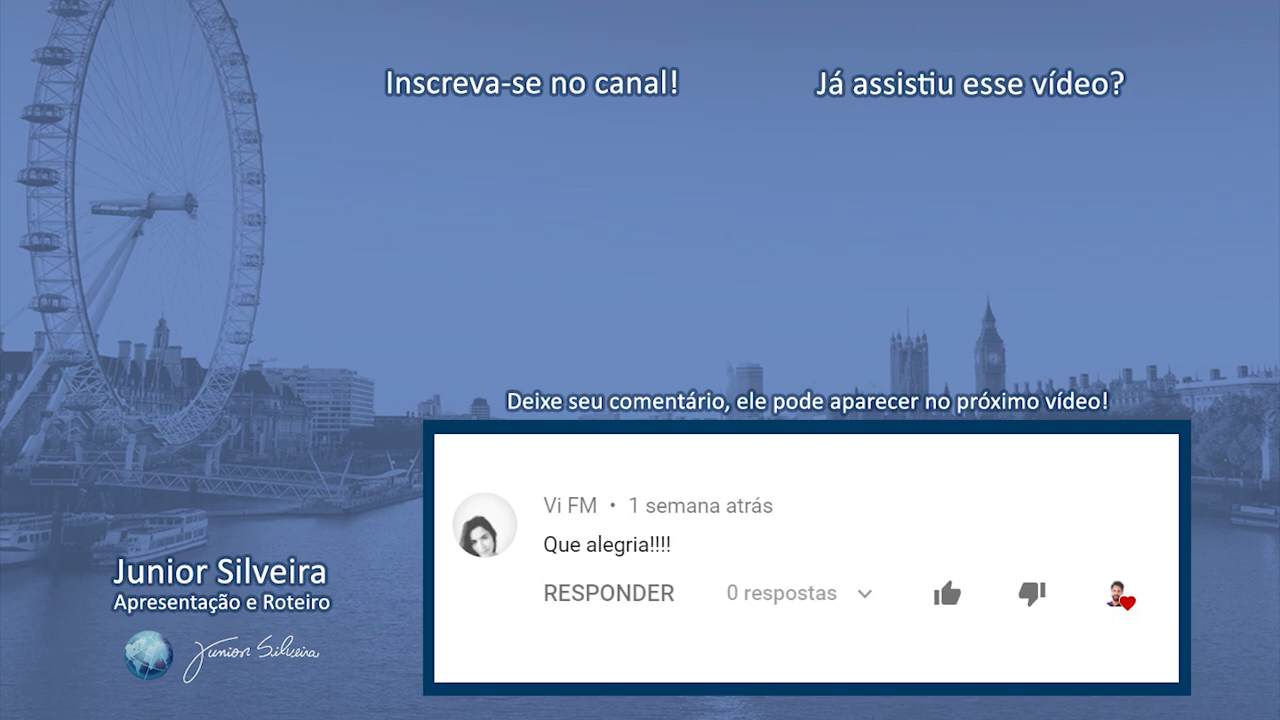 Inscreva-se no canal!
Já assistiu esse vídeo?
Deixe seu comentário, ele pode aparecer no próximo vídeo!
Vi FM • 1 semana atrás
Que alegria!!!!
RESPONDER 0 respostas
Junior Silveira
Apresentação e Roteiro
Junior Silveira